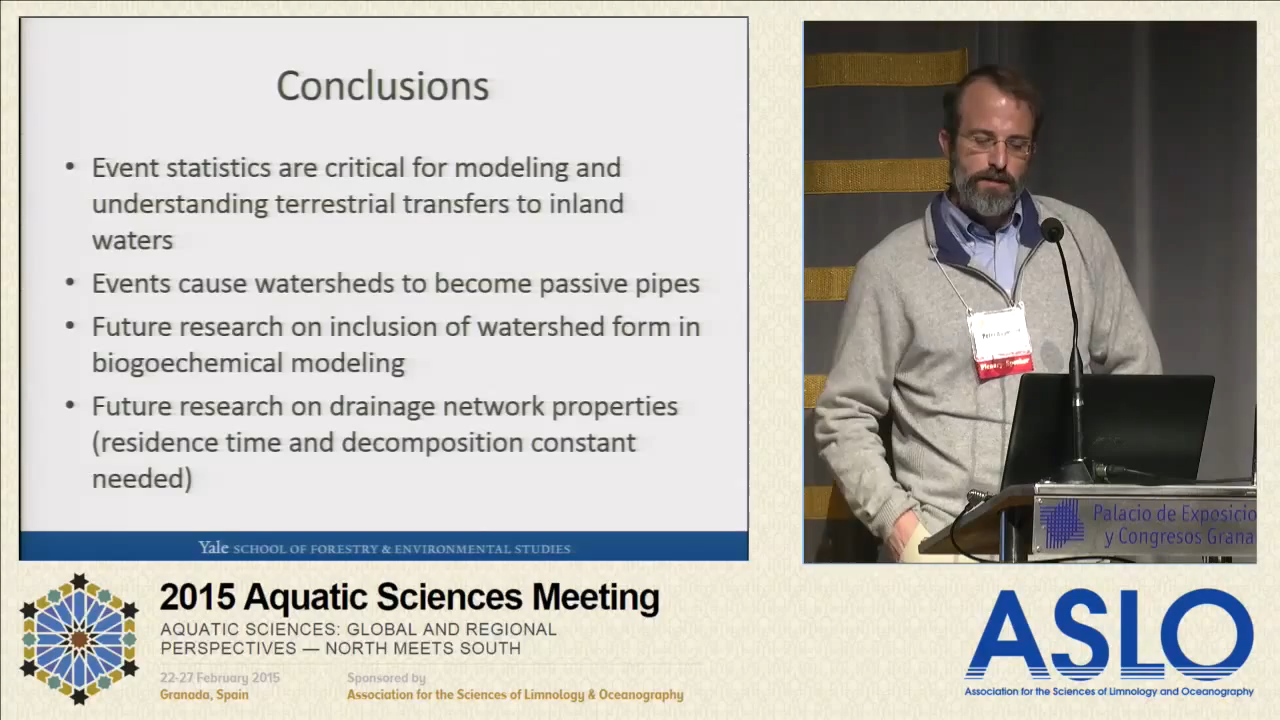 Conclusions
• Event statistics are critical for modeling and
understanding terrestrial transfers to inland
waters
• Events cause watersheds to become passive pipes
• Future research on inclusion of watershed form in
biogoechemical modeling
• Future research on drainage network properties
(residence time and decomposition constant
needed)
Yale SCHOOL OF FORESTRY & ENVIRONMENTAL STUDIES
Plenary Speaker
Palacio de Exposicio
y Congresos Grana
2015 Aquatic Sciences Meeting
AQUATIC SCIENCES: GLOBAL AND REGIONAL
PERSPECTIVES — NORTH MEETS SOUTH
22-27 February 2015
Granada, Spain
Sponsored by
Association for the Sciences of Limnology & Oceanography
ASLO
Association for the Sciences of Limnology and Oceanography